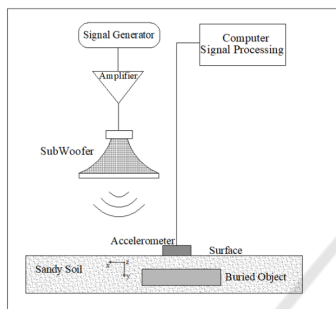 Signal Generator
Computer
Signal Processing
Amplifier
SubWoofer
Accelerometer
Surface
Sandy Soil
x
z
y
Buried Object